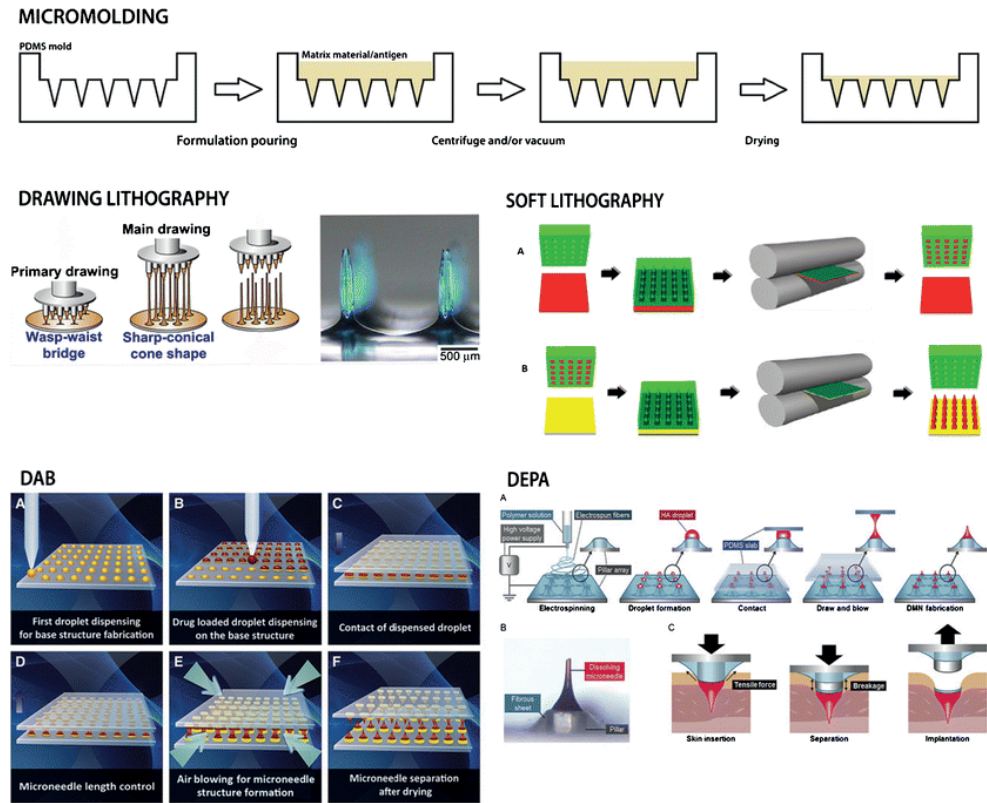 MICROMOLDING
PDMS mold
Matrix material/antigen
Formulation pouring
Centrifuge and/or vacuum
Drying
DRAWING LITHOGRAPHY
Primary drawing
Main drawing
Wasp-waist
bridge
Sharp-conical
cone shape
500 µm
SOFT LITHOGRAPHY
A
B
DAB
A
First droplet dispensing
for base structure fabrication
B
Drug loaded droplet dispensing
on the base structure
C
Contact of dispensed droplet
D
Microneedle length control
E
Air blowing for microneedle
structure formation
F
Microneedle separation
after drying
DEPA
A
Polymer solution
High voltage
power supply
V
Electrospun fibers
Pillar array
Electrospinning
HA droplet
Droplet formation
PDMS slab
Contact
Draw and blow
DMN fabrication
B
Dissolving
microneedle
Fibrous
sheet
Pillar
C
Tensile force
Skin insertion
Breakage
Separation
Implantation